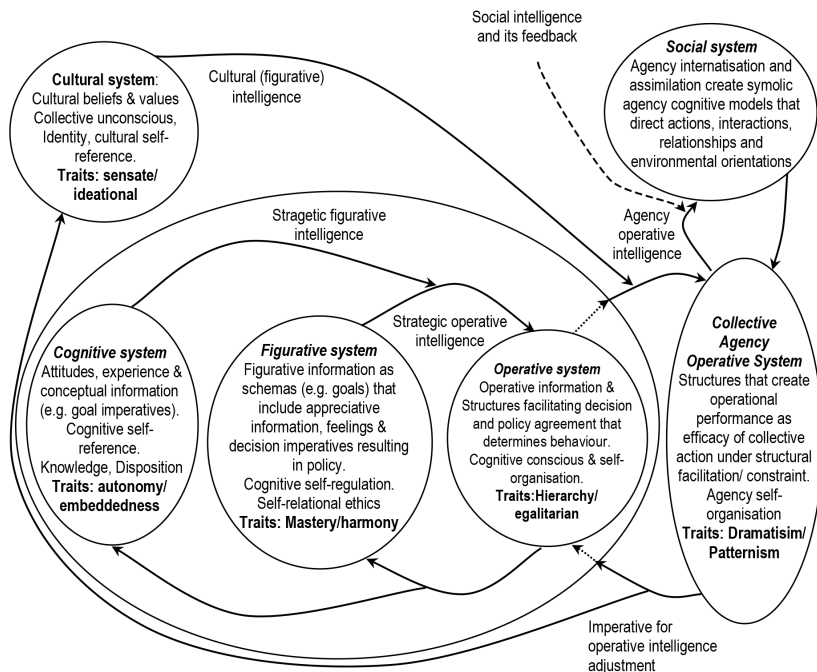 Social intelligence
and its feedback
Cultural system:
Cultural beliefs & values
Collective unconscious,
Identity, cultural self-
reference.
Traits: sensate/
ideational
Cultural (figurative)
intelligence
Social system
Agency internatisation and
assimilation create symolic
agency cognitive models that
direct actions, interactions,
relationships and
environmental orientations
Stragetic figurative
intelligence
Agency
operative
intelligence
Strategic operative
intelligence
Cognitive system
Attitudes, experience &
conceptual information
(e.g. goal imperatives).
Cognitive self-
reference.
Knowledge, Disposition
Traits: autonomy/
embeddedness
Figurative system
Figurative information as
schemas (e.g. goals) that
include appreciative
information, feelings &
decision imperatives resulting
in policy.
Cognitive self-regulation.
Self-relational ethics
Traits: Mastery/harmony
Operative system
Operative information &
Structures facilitating decision
and policy agreement that
determines behaviour.
Cognitive conscious & self-
organisation.
Traits:Hierarchy/
egalitarian
Collective
Agency
Operative System
Structures that create
operational
performance as
efficacy of collective
action under structural
facilitation/ constraint.
Agency self-
organisation
Traits: Dramatisim/
Patternism
Imperative for
operative intelligence
adjustment